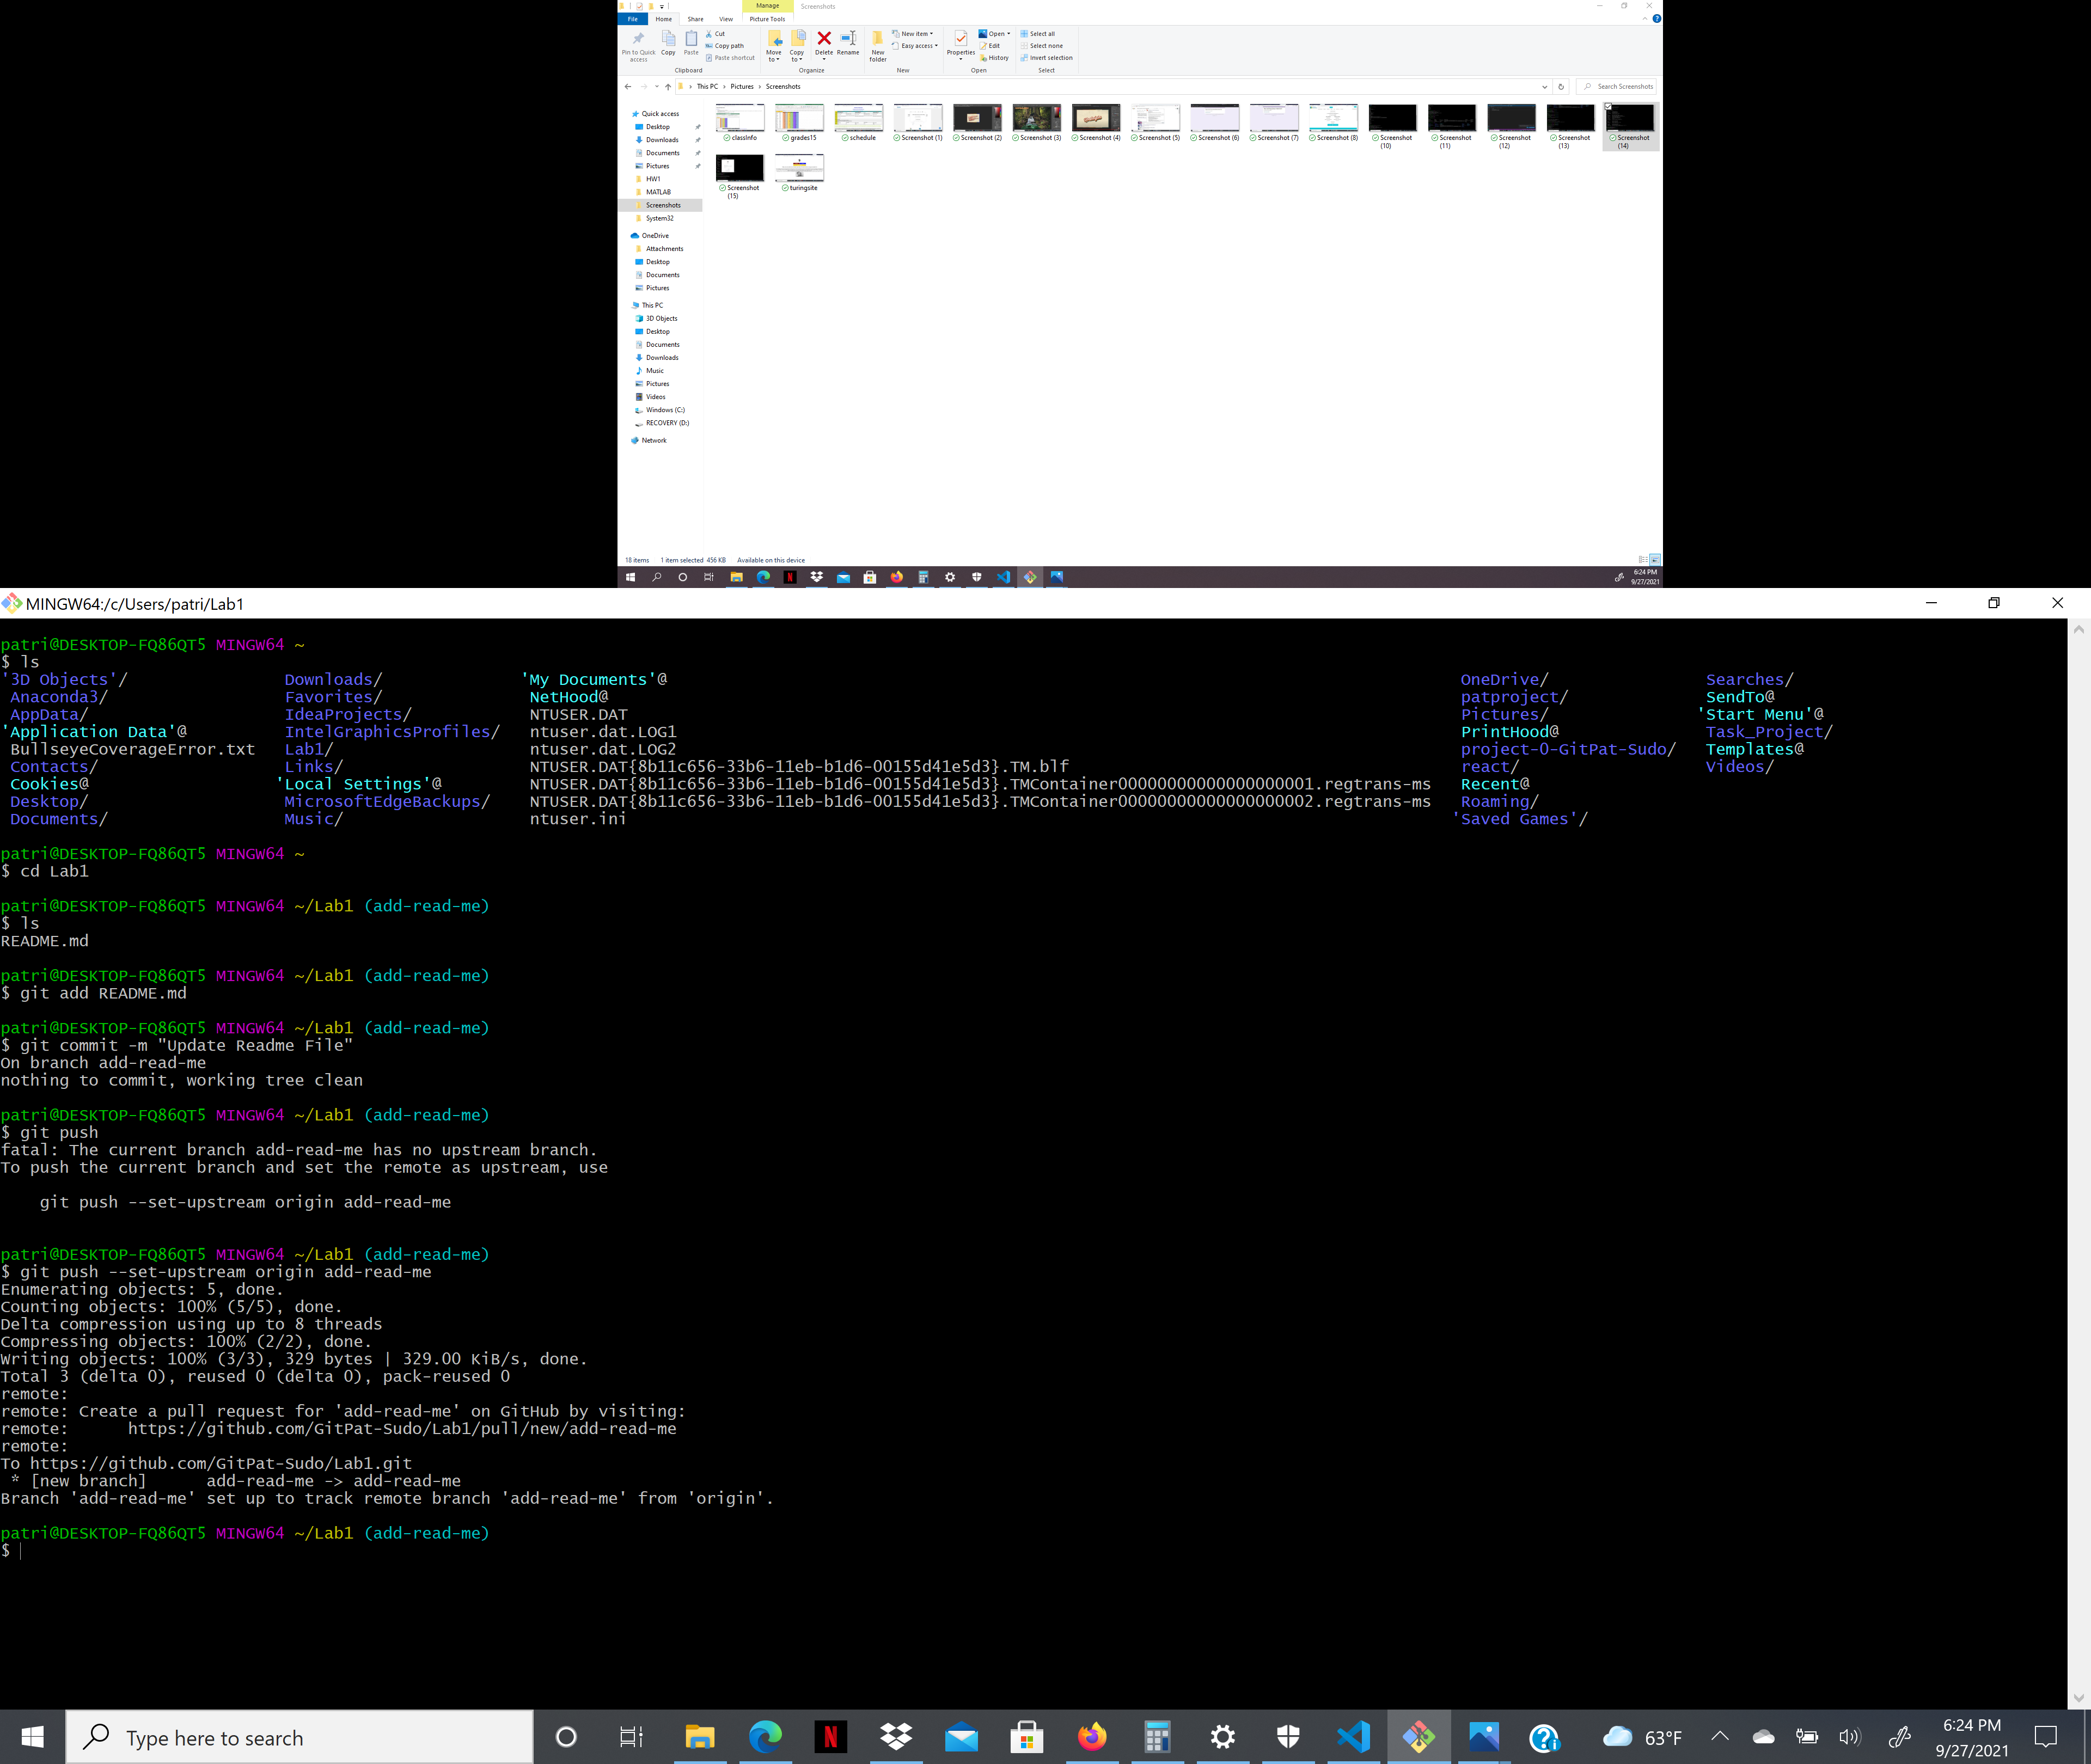 Manage
Screenshots
File
Home
Share
View
Picture Tools
Pin to Quick access
Copy
Paste
Cut
Copy path
Paste shortcut
Move to
Copy to
Delete
Rename
New folder
New item
Easy access
Properties
Open
Edit
History
Select all
Select none
Invert selection
Clipboard
Organize
New
Open
Select
This PC > Pictures > Screenshots
Search Screenshots
Quick access
Desktop
Downloads
Documents
Pictures
HW1
MATLAB
Screenshots
System32
OneDrive
Attachments
Desktop
Documents
Pictures
This PC
3D Objects
Desktop
Documents
Downloads
Music
Pictures
Videos
Windows (C:)
RECOVERY (D:)
Network
classInfo
grades15
schedule
Screenshot (1)
Screenshot (2)
Screenshot (3)
Screenshot (4)
Screenshot (5)
Screenshot (6)
Screenshot (7)
Screenshot (8)
Screenshot (10)
Screenshot (11)
Screenshot (12)
Screenshot (13)
Screenshot (14)
Screenshot (15)
turingsite
18 items 1 item selected 456 KB Available on this device
6:24 PM
9/27/2021
MINGW64:/c/Users/patri/Lab1
patri@DESKTOP-FQ86QT5 MINGW64 ~
$ ls
'3D Objects'/ Downloads/ 'My Documents'@ OneDrive/ Searches/
Anaconda3/ Favorites/ NetHood@ patproject/ SendTo@
AppData/ IdeaProjects/ NTUSER.DAT Pictures/ 'Start Menu'@
'Application Data'@ IntelGraphicsProfiles/ ntuser.dat.LOG1 PrintHood@ Task_Project/
BullseyeCoverageError.txt Lab1/ ntuser.dat.LOG2 project-0-GitPat-Sudo/ Templates@
Contacts/ Links/ NTUSER.DAT{8b11c656-33b6-11eb-b1d6-00155d41e5d3}.TM.blf react/ Videos/
Cookies@ 'Local Settings'@ NTUSER.DAT{8b11c656-33b6-11eb-b1d6-00155d41e5d3}.TMContainer00000000000000000001.regtrans-ms Recent@
Desktop/ MicrosoftEdgeBackups/ NTUSER.DAT{8b11c656-33b6-11eb-b1d6-00155d41e5d3}.TMContainer00000000000000000002.regtrans-ms Roaming/
Documents/ Music/ ntuser.ini 'Saved Games'/
patri@DESKTOP-FQ86QT5 MINGW64 ~
$ cd Lab1
patri@DESKTOP-FQ86QT5 MINGW64 ~/Lab1 (add-read-me)
$ ls
README.md
patri@DESKTOP-FQ86QT5 MINGW64 ~/Lab1 (add-read-me)
$ git add README.md
patri@DESKTOP-FQ86QT5 MINGW64 ~/Lab1 (add-read-me)
$ git commit -m "Update Readme File"
On branch add-read-me
nothing to commit, working tree clean
patri@DESKTOP-FQ86QT5 MINGW64 ~/Lab1 (add-read-me)
$ git push
fatal: The current branch add-read-me has no upstream branch.
To push the current branch and set the remote as upstream, use
git push --set-upstream origin add-read-me
patri@DESKTOP-FQ86QT5 MINGW64 ~/Lab1 (add-read-me)
$ git push --set-upstream origin add-read-me
Enumerating objects: 5, done.
Counting objects: 100% (5/5), done.
Delta compression using up to 8 threads
Compressing objects: 100% (2/2), done.
Writing objects: 100% (3/3), 329 bytes | 329.00 KiB/s, done.
Total 3 (delta 0), reused 0 (delta 0), pack-reused 0
remote:
remote: Create a pull request for 'add-read-me' on GitHub by visiting:
remote: https://github.com/GitPat-Sudo/Lab1/pull/new/add-read-me
remote:
To https://github.com/GitPat-Sudo/Lab1.git
* [new branch] add-read-me -> add-read-me
Branch 'add-read-me' set up to track remote branch 'add-read-me' from 'origin'.
patri@DESKTOP-FQ86QT5 MINGW64 ~/Lab1 (add-read-me)
$
Type here to search
63°F
6:24 PM
9/27/2021